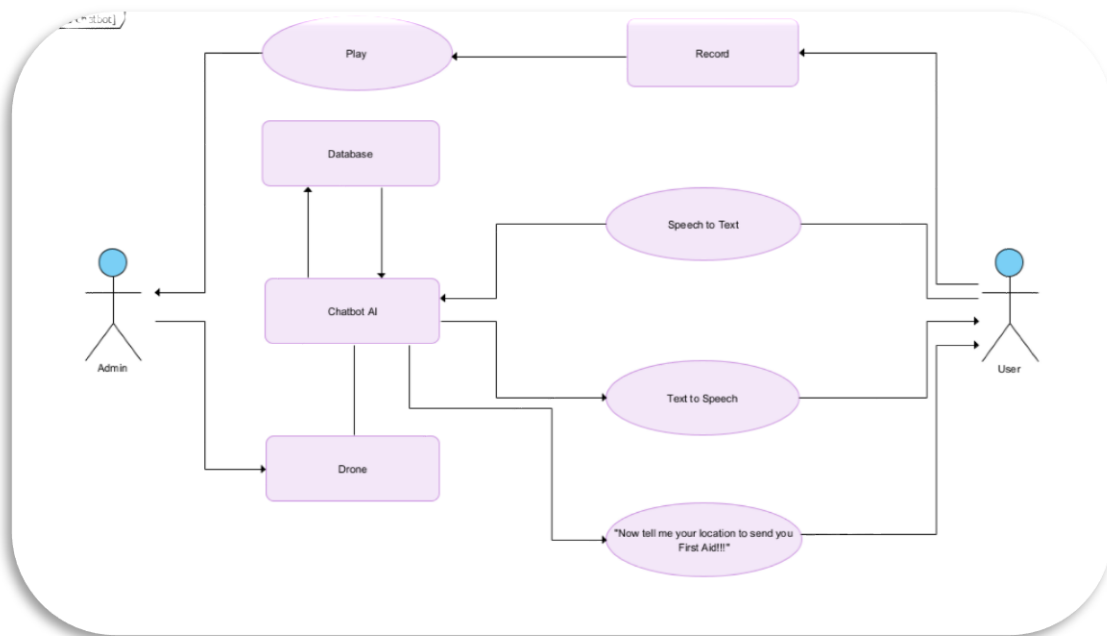 Chatbot]
Play
Record
Database
Speech to Text
Chatbot AI
Admin
User
Text to Speech
Drone
"Now tell me your location to send you
First Aid!!!"